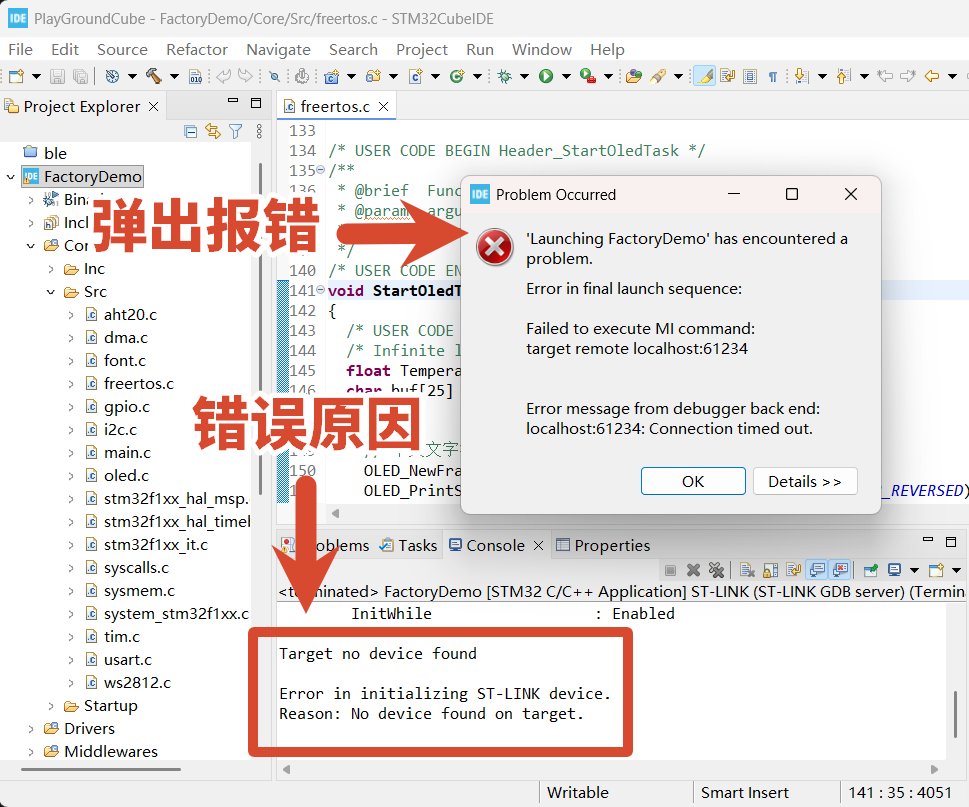 PlayGroundCube - FactoryDemo/Core/Src/freertos.c - STM32CubeIDE
File Edit Source Refactor Navigate Search Project Run Window Help
Project Explorer
ble
FactoryDemo
Inc
Src
aht20.c
dma.c
font.c
freertos.c
gpio.c
i2c.c
main.c
oled.c
stm32f1xx_hal_msp.
stm32f1xx_hal_timel
stm32f1xx_it.c
syscalls.c
sysmem.c
system_stm32f1xx.c
tim.c
usart.c
ws2812.c
Startup
Drivers
Middlewares
弹出报错
错误原因
freertos.c
133
134 /* USER CODE BEGIN Header_StartOledTask */
135 /**
136 * @brief Func
* @param argu
*/
140 /* USER CODE EN
141 void StartOledT
142 {
143 /* USER CODE
144 /* Infinite l
145 float Tempera
146 char buf[25]
150 OLED_NewFra
OLED_PrintS
_REVERSED)
IDE Problem Occurred
'Launching FactoryDemo' has encountered a
problem.
Error in final launch sequence:
Failed to execute MI command:
target remote localhost:61234
Error message from debugger back end:
localhost:61234: Connection timed out.
OK Details >>
Problems Tasks Console Properties
<terminated> FactoryDemo [STM32 C/C++ Application] ST-LINK (ST-LINK GDB server) (Termina
InitWhile : Enabled
Target no device found
Error in initializing ST-LINK device.
Reason: No device found on target.
Writable Smart Insert 141 : 35 : 4051